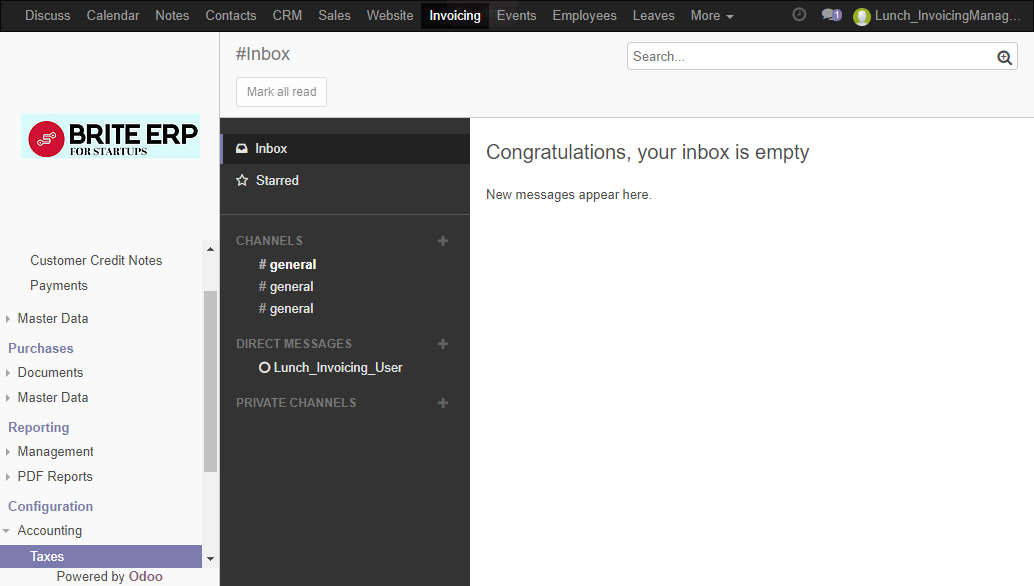 Discuss Calendar Notes Contacts CRM Sales Website Invoicing Events Employees Leaves More 1 Lunch_InvoicingManag...
#Inbox
Search...
Mark all read
BRITE ERP
FOR STARTUPS
Customer Credit Notes
Payments
Master Data
Purchases
Documents
Master Data
Reporting
Management
PDF Reports
Configuration
Accounting
Taxes
Powered by Odoo
Inbox
Starred
CHANNELS
# general
# general
# general
DIRECT MESSAGES
Lunch_Invoicing_User
PRIVATE CHANNELS
Congratulations, your inbox is empty
New messages appear here.